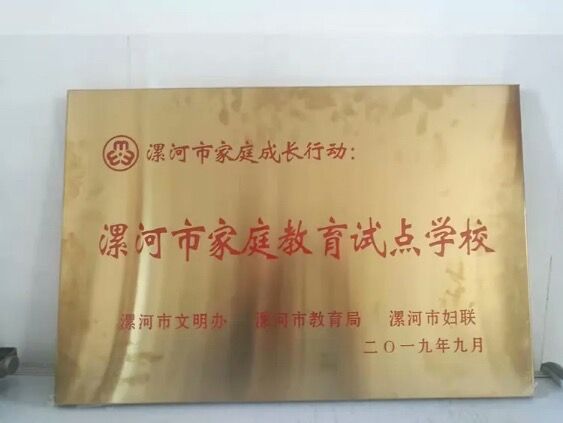 漯河市家庭成长行动：
漯河市家庭教育试点学校
漯河市文明办 漯河市教育局 漯河市妇联
二〇一九年九月